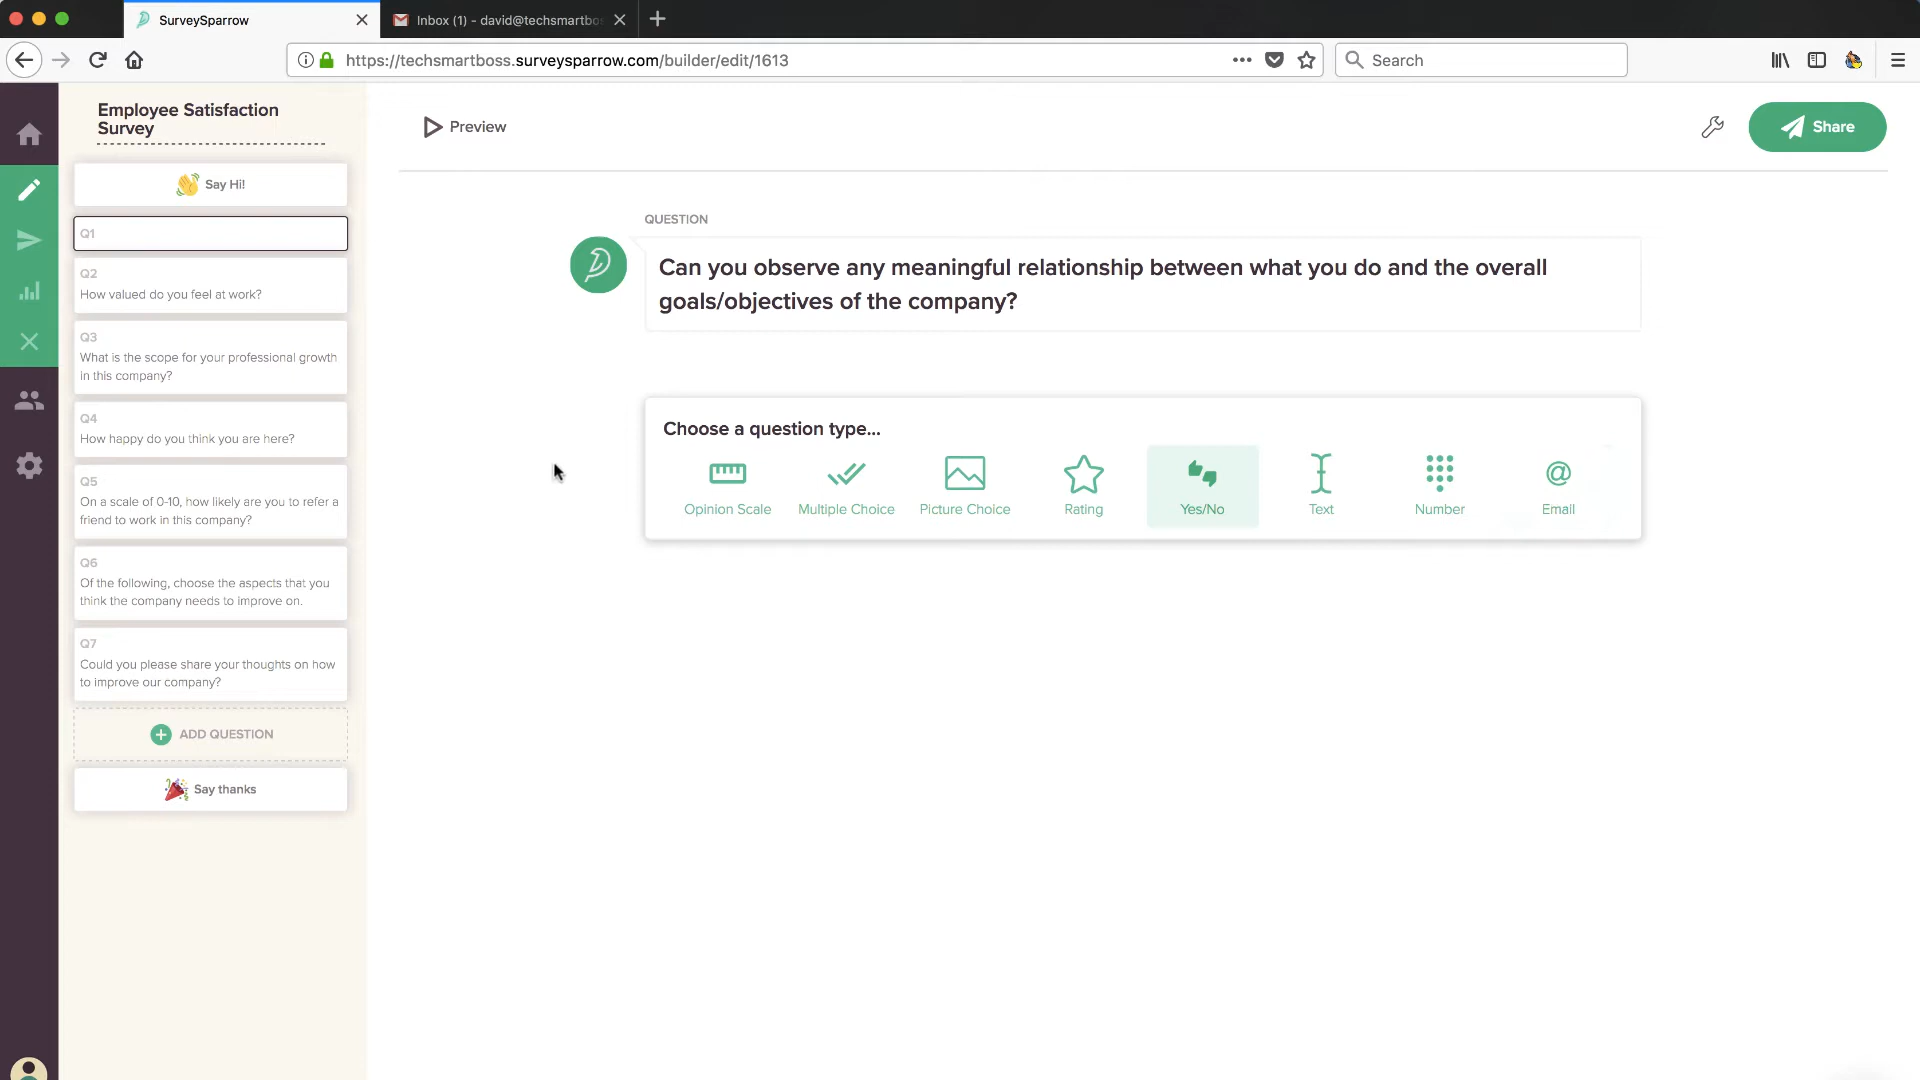 SurveySparrow
Inbox (1) - david@techsmartbos
https://techsmartboss.surveysparrow.com/builder/edit/1613
Search
Employee Satisfaction
Survey
Say Hi!
Q1
Q2
How valued do you feel at work?
Q3
What is the scope for your professional growth
in this company?
Q4
How happy do you think you are here?
Q5
On a scale of 0-10, how likely are you to refer a
friend to work in this company?
Q6
Of the following, choose the aspects that you
think the company needs to improve on.
Q7
Could you please share your thoughts on how
to improve our company?
ADD QUESTION
Say thanks
Preview
Share
QUESTION
Can you observe any meaningful relationship between what you do and the overall
goals/objectives of the company?
Choose a question type...
Opinion Scale
Multiple Choice
Picture Choice
Rating
Yes/No
Text
Number
Email